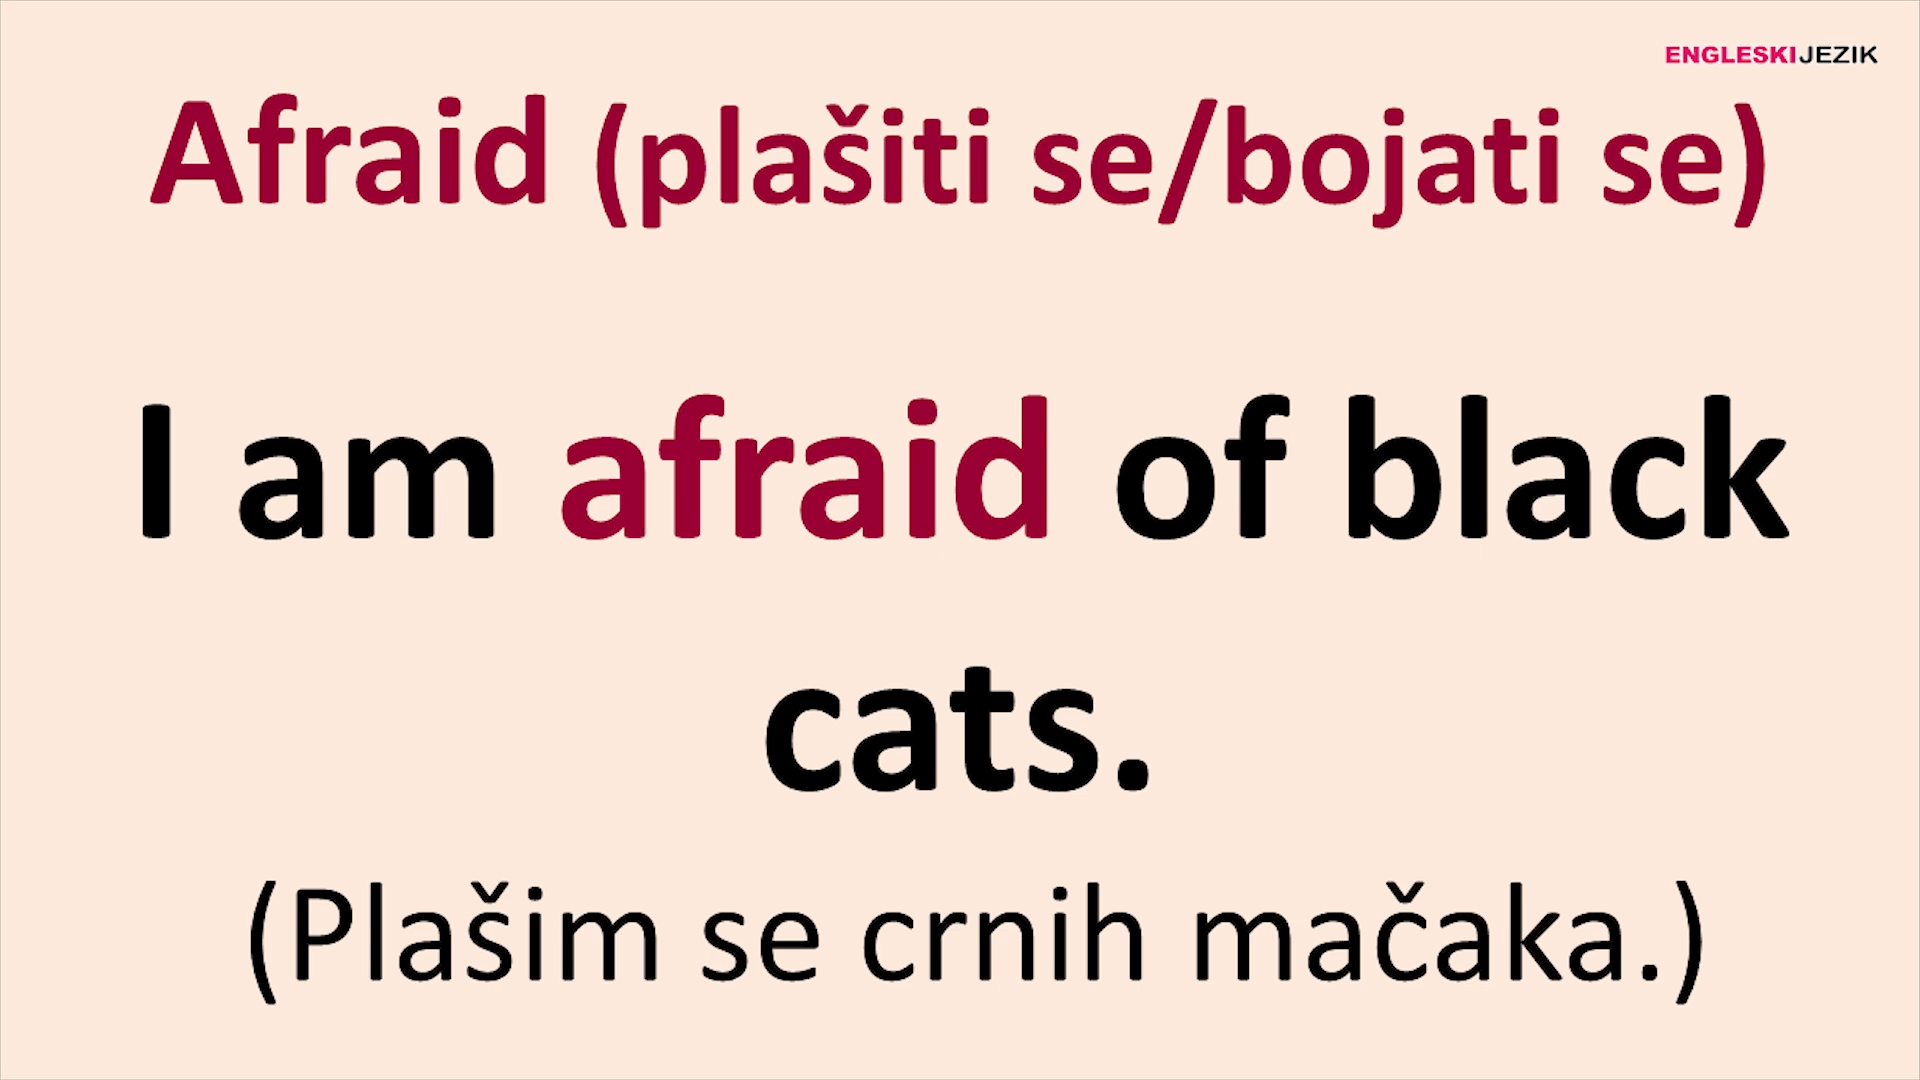 ENGLESKIJEZIK
Afraid (plašiti se/bojati se)
I am afraid of black
cats.
(Plašim se crnih mačaka.)